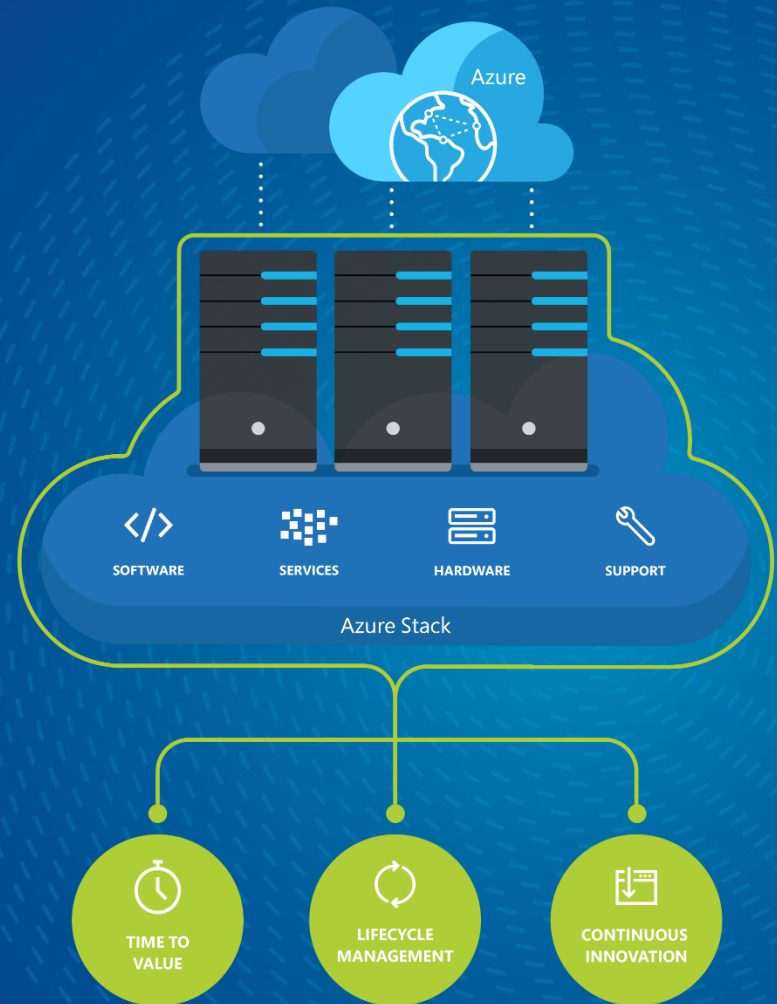 Azure
SOFTWARE
SERVICES
HARDWARE
SUPPORT
Azure Stack
TIME TO
VALUE
LIFECYCLE
MANAGEMENT
CONTINUOUS
INNOVATION